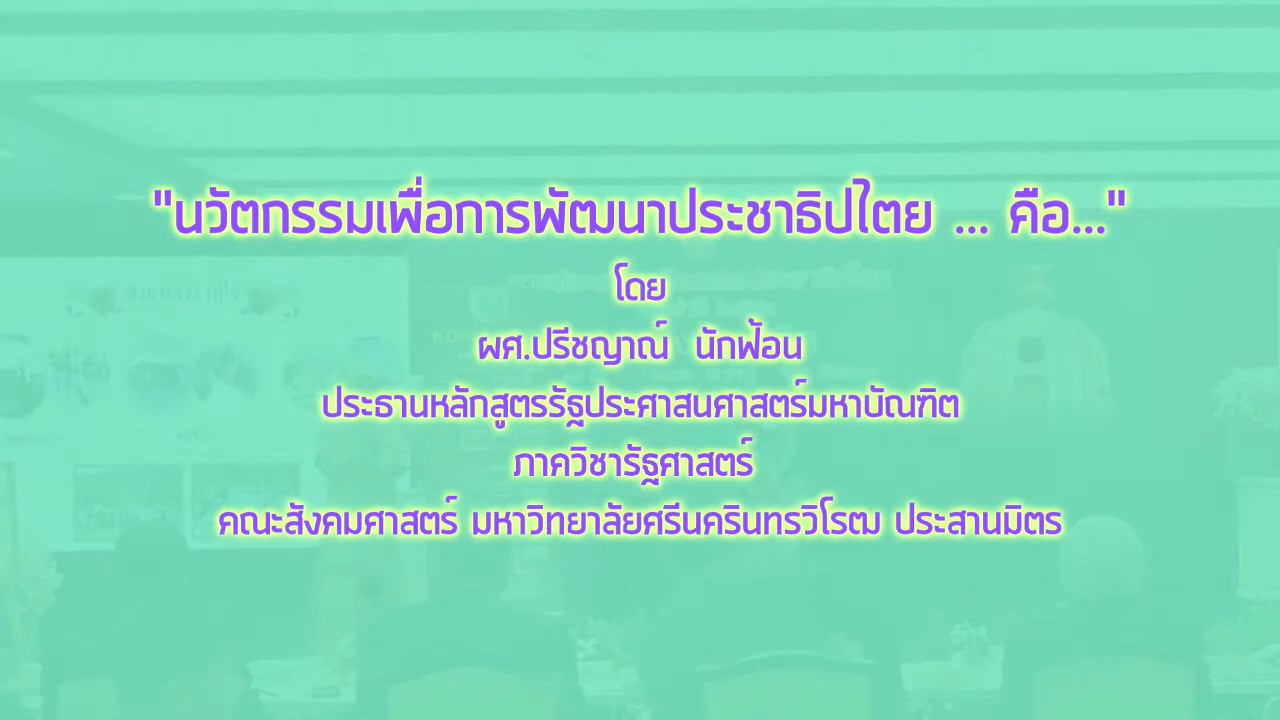 "นวัตกรรมเพื่อการพัฒนาประชาธิปไตย ... คือ..."
โดย
ผศ.ปรีชญาณ์ นักฟ้อน
ประธานหลักสูตรรัฐประศาสนศาสตร์มหาบัณฑิต
ภาควิชารัฐศาสตร์
คณะสังคมศาสตร์ มหาวิทยาลัยศรีนครินทรวิโรฒ ประสานมิตร